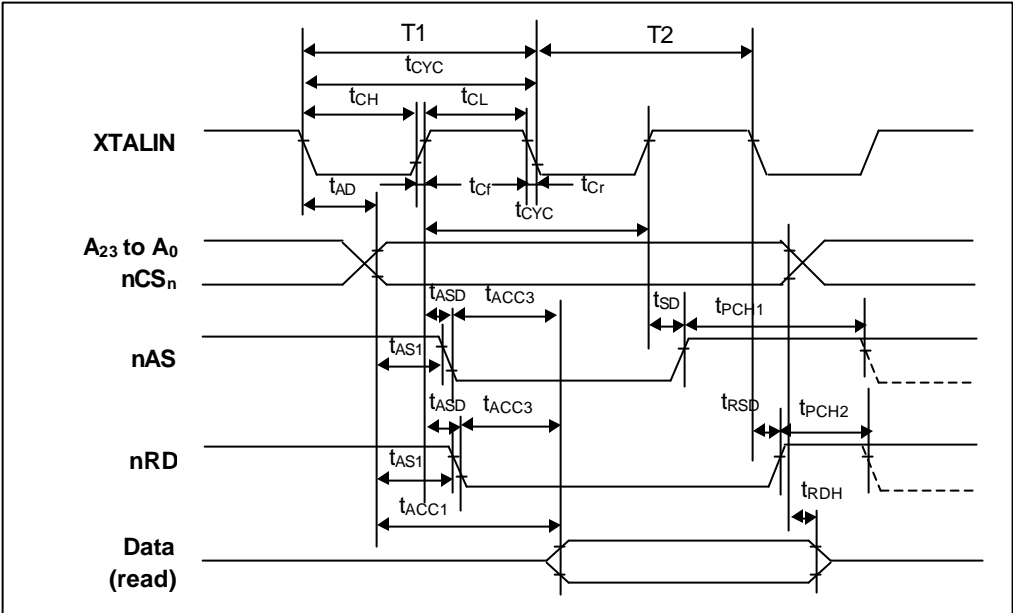 T1 T2
tCYC
tCH tCL
XTALIN
tAD tCf tCr
tCYC
A23 to A0
nCSn
tASD tACC3 tSD tPCH1
tAS1
nAS
tASD tACC3 tRSD tPCH2
nRD
tAS1
tRDH
tACC1
Data
(read)